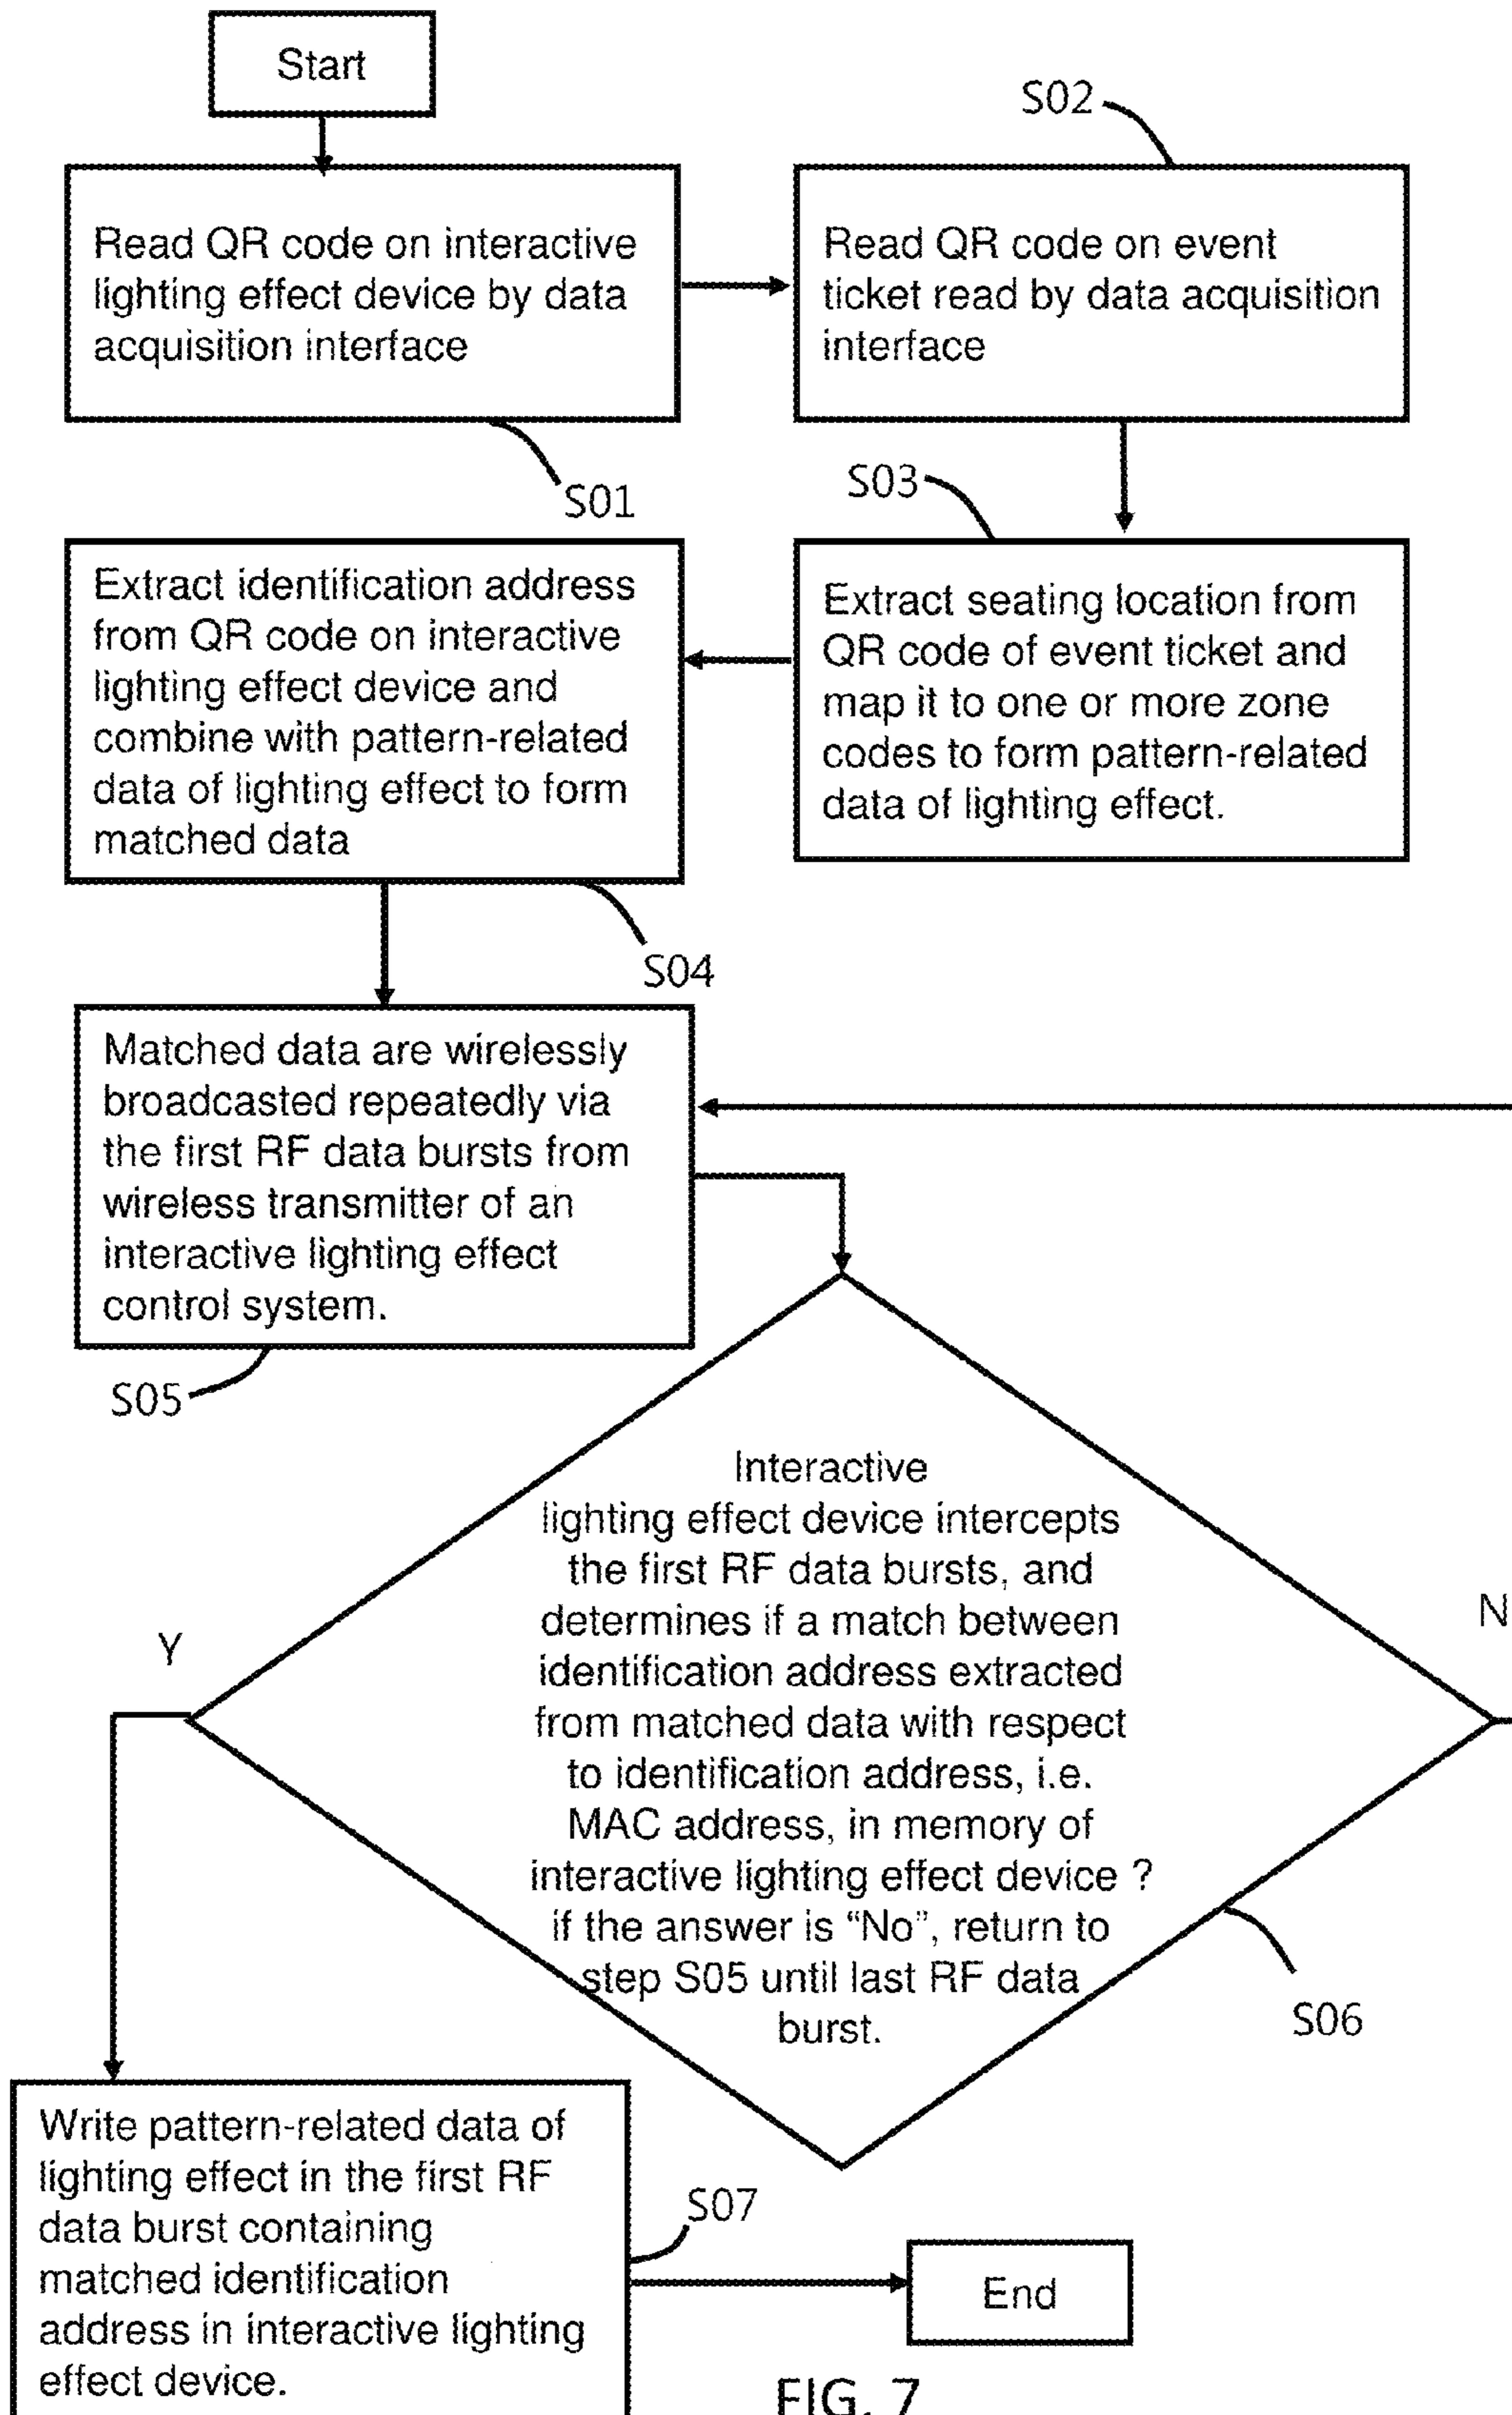 Start
S02
Read QR code on interactive
lighting effect device by data
acquisition interface
Read QR code on event
ticket read by data acquisition
interface
S01
S03
Extract seating location from
QR code of event ticket and
map it to one or more zone
codes to form pattern-related
data of lighting effect.
Extract identification address
from QR code on interactive
lighting effect device and
combine with pattern-related
data of lighting effect to form
matched data
S04
Matched data are wirelessly
broadcasted repeatedly via
the first RF data bursts from
wireless transmitter of an
interactive lighting effect
control system.
S05
Interactive
lighting effect device intercepts
the first RF data bursts, and
determines if a match between
identification address extracted
from matched data with respect
to identification address, i.e.
MAC address, in memory of
interactive lighting effect device ?
if the answer is “No”, return to
step S05 until last RF data
burst.
Y
N
S06
Write pattern-related data of
lighting effect in the first RF
data burst containing
matched identification
address in interactive lighting
effect device.
S07
End
FIG. 7